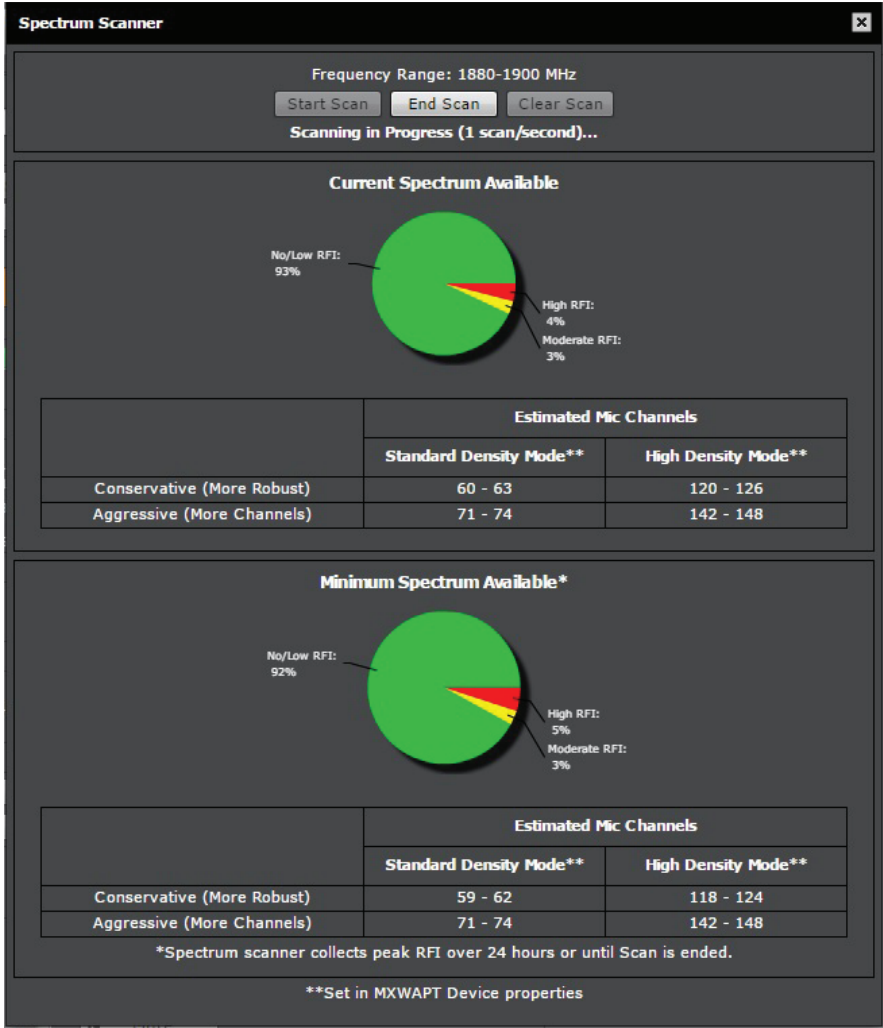 Spectrum Scanner
Frequency Range: 1880-1900 MHz
Start Scan End Scan Clear Scan
Scanning in Progress (1 scan/second)...
Current Spectrum Available
No/Low RFI:
93%
High RFI:
4%
Moderate RFI:
3%
Estimated Mic Channels
Standard Density Mode** High Density Mode**
Conservative (More Robust) 60 - 63 120 - 126
Aggressive (More Channels) 71 - 74 142 - 148
Minimum Spectrum Available*
No/Low RFI:
92%
High RFI:
5%
Moderate RFI:
3%
Estimated Mic Channels
Standard Density Mode** High Density Mode**
Conservative (More Robust) 59 - 62 118 - 124
Aggressive (More Channels) 71 - 74 142 - 148
*Spectrum scanner collects peak RFI over 24 hours or until Scan is ended.
**Set in MXWAPT Device properties